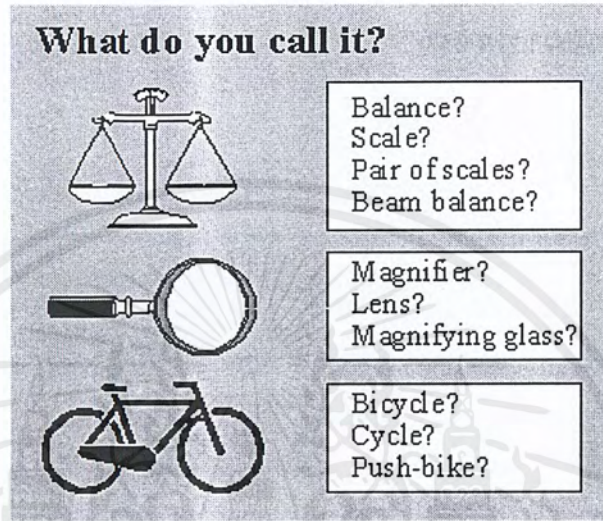 What do you call it?
Balance?
Scale?
Pair of scales?
Beam balance?
Magnifier?
Lens?
Magnifying glass?
Bicycle?
Cycle?
Push-bike?